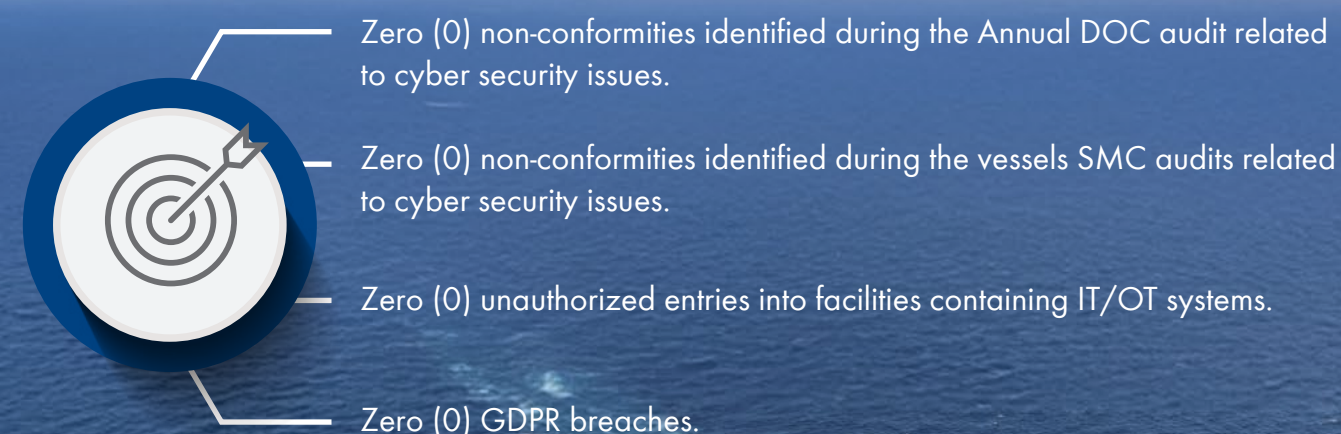 Zero (0) non-conformities identified during the Annual DOC audit related
to cyber security issues.
Zero (0) non-conformities identified during the vessels SMC audits related
to cyber security issues.
Zero (0) unauthorized entries into facilities containing IT/OT systems.
Zero (0) GDPR breaches.